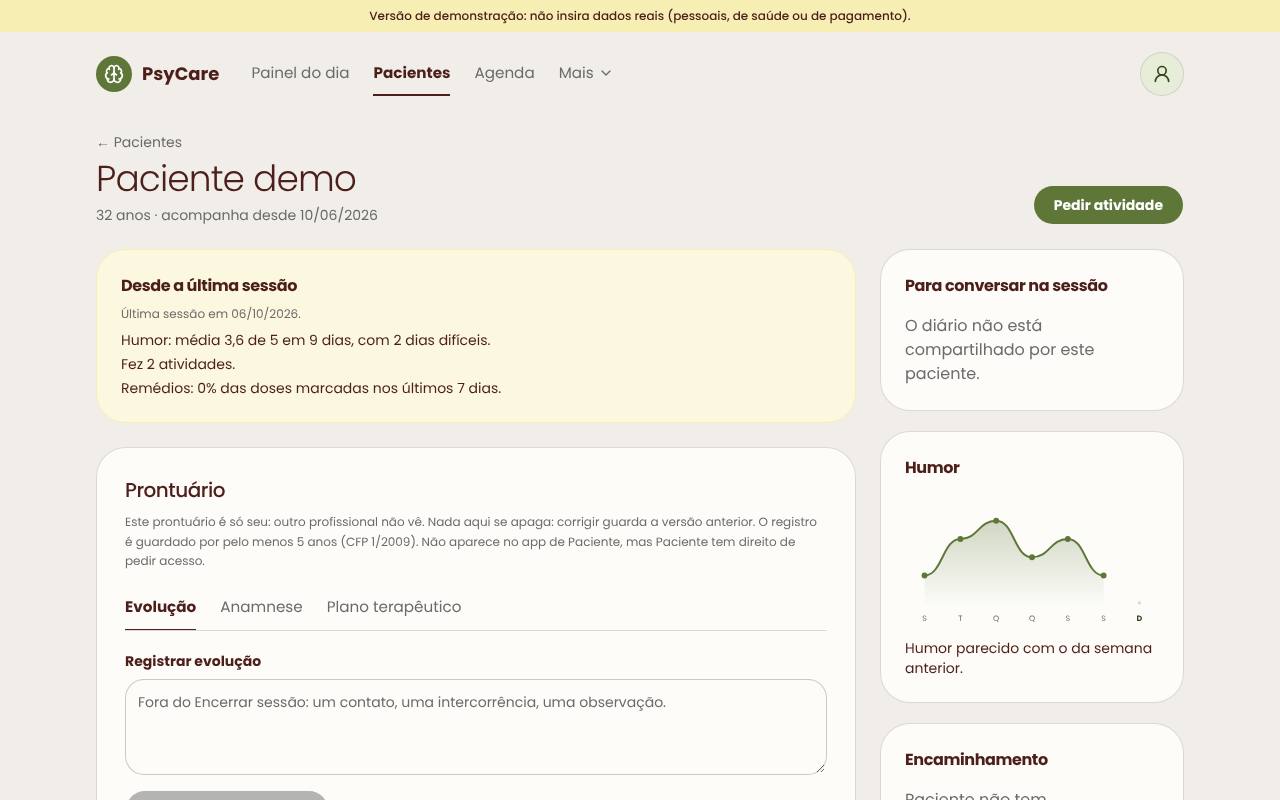 Versão de demonstração: não insira dados reais (pessoais, de saúde ou de pagamento).
PsyCare
Painel do dia
Pacientes
Agenda
Mais
← Pacientes
Paciente demo
32 anos · acompanha desde 10/06/2026
Pedir atividade
Desde a última sessão
Última sessão em 06/10/2026.
Humor: média 3,6 de 5 em 9 dias, com 2 dias difíceis.
Fez 2 atividades.
Remédios: 0% das doses marcadas nos últimos 7 dias.
Prontuário
Este prontuário é só seu: outro profissional não vê. Nada aqui se apaga: corrigir guarda a versão anterior. O registro
é guardado por pelo menos 5 anos (CFP 1/2009). Não aparece no app de Paciente, mas Paciente tem direito de
pedir acesso.
Evolução
Anamnese
Plano terapêutico
Registrar evolução
Fora do Encerrar sessão: um contato, uma intercorrência, uma observação.
Para conversar na sessão
O diário não está
compartilhado por este
paciente.
Humor
S T Q Q S S D
Humor parecido com o da semana
anterior.
Encaminhamento
Paciente não tem